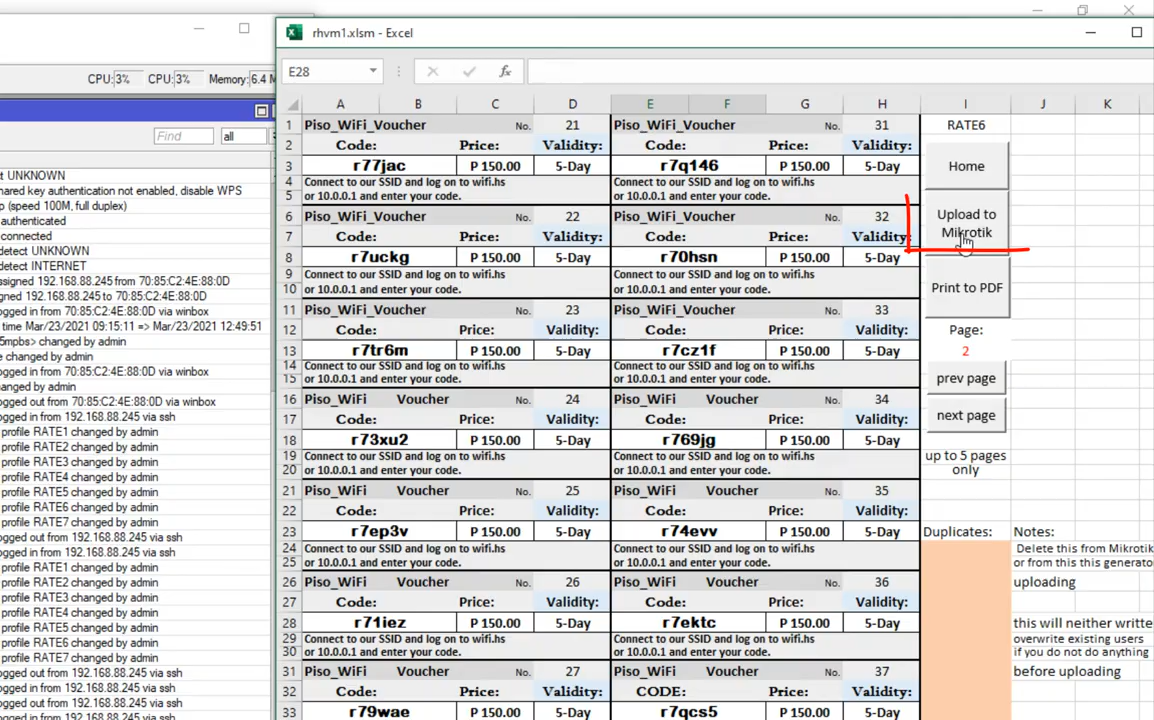 rhvm1.xlsm - Excel
CPU: 3% CPU: 3% Memory: 6.4 M
E28 fx
Find all
A B C D E F G H I J K
1 Piso_WiFi_Voucher No. 21 Piso_WiFi_Voucher No. 31 RATE6
2 Code: Price: Validity: Code: Price: Validity:
3 r77jac P 150.00 5-Day r7q146 P 150.00 5-Day Home
4 Connect to our SSID and log on to wifi.hs Connect to our SSID and log on to wifi.hs
5 or 10.0.0.1 and enter your code. or 10.0.0.1 and enter your code.
6 Piso_WiFi_Voucher No. 22 Piso_WiFi_Voucher No. 32 Upload to
7 Code: Price: Validity: Code: Price: Validity: Mikrotik
8 r7uckg P 150.00 5-Day r70hsn P 150.00 5-Day
9 Connect to our SSID and log on to wifi.hs Connect to our SSID and log on to wifi.hs
10 or 10.0.0.1 and enter your code. or 10.0.0.1 and enter your code. Print to PDF
11 Piso_WiFi_Voucher No. 23 Piso_WiFi_Voucher No. 33
12 Code: Price: Validity: Code: Price: Validity: Page:
13 r7tr6m P 150.00 5-Day r7cz1f P 150.00 5-Day 2
14 Connect to our SSID and log on to wifi.hs Connect to our SSID and log on to wifi.hs
15 or 10.0.0.1 and enter your code. or 10.0.0.1 and enter your code. prev page
16 Piso_WiFi Voucher No. 24 Piso_WiFi Voucher No. 34
17 Code: Price: Validity: Code: Price: Validity: next page
18 r73xu2 P 150.00 5-Day r769jg P 150.00 5-Day
19 Connect to our SSID and log on to wifi.hs Connect to our SSID and log on to wifi.hs up to 5 pages
20 or 10.0.0.1 and enter your code. or 10.0.0.1 and enter your code. only
21 Piso_WiFi Voucher No. 25 Piso_WiFi Voucher No. 35
22 Code: Price: Validity: Code: Price: Validity:
23 r7ep3v P 150.00 5-Day r74evv P 150.00 5-Day Duplicates: Notes:
24 Connect to our SSID and log on to wifi.hs Connect to our SSID and log on to wifi.hs Delete this from Mikrotik
25 or 10.0.0.1 and enter your code. or 10.0.0.1 and enter your code. or from this this generato
26 Piso_WiFi Voucher No. 26 Piso_WiFi Voucher No. 36 uploading
27 Code: Price: Validity: Code: Price: Validity:
28 r71iez P 150.00 5-Day r7ektc P 150.00 5-Day this will neither writte
29 Connect to our SSID and log on to wifi.hs Connect to our SSID and log on to wifi.hs overwrite existing users
30 or 10.0.0.1 and enter your code. or 10.0.0.1 and enter your code. if you do not do anything
31 Piso_WiFi Voucher No. 27 Piso_WiFi Voucher No. 37 before uploading
32 Code: Price: Validity: CODE: Price: Validity:
33 r79wae P 150.00 5-Day r7qcs5 P 150.00 5-Day
t UNKNOWN
hared key authentication not enabled, disable WPS
p (speed 100M, full duplex)
authenticated
connected
detect UNKNOWN
detect INTERNET
ssigned 192.168.88.245 from 70:85:C2:4E:88:0D
gned 192.168.88.245 to 70:85:C2:4E:88:0D
ogged in from 70:85:C2:4E:88:0D via winbox
time Mar/23/2021 09:15:11 => Mar/23/2021 12:49:51
5mpbs> changed by admin
e changed by admin
ogged in from 70:85:C2:4E:88:0D via winbox
hanged by admin
ogged out from 70:85:C2:4E:88:0D via winbox
ogged in from 192.168.88.245 via ssh
profile RATE1 changed by admin
profile RATE2 changed by admin
profile RATE3 changed by admin
profile RATE4 changed by admin
profile RATE5 changed by admin
profile RATE6 changed by admin
profile RATE7 changed by admin
ogged out from 192.168.88.245 via ssh
ogged in from 192.168.88.245 via ssh
profile RATE1 changed by admin
profile RATE2 changed by admin
profile RATE3 changed by admin
profile RATE4 changed by admin
profile RATE5 changed by admin
profile RATE6 changed by admin
profile RATE7 changed by admin
ogged out from 192.168.88.245 via ssh
ogged in from 192.168.88.245 via ssh
ogged out from 192.168.88.245 via ssh
ogged in from 192.168.88.245 via ssh